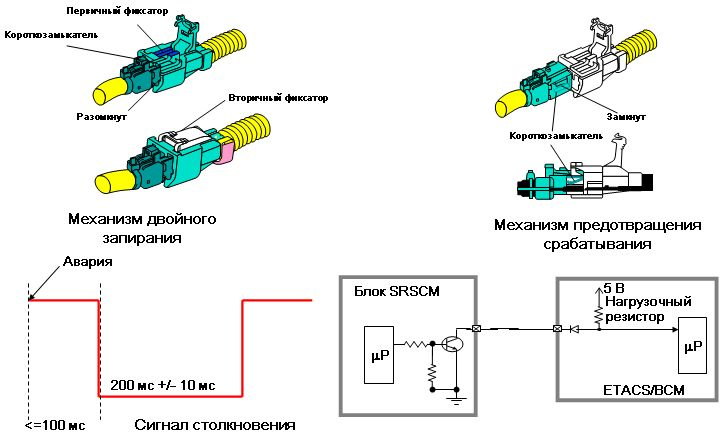 Первичный фиксатор
Короткозамыкатель
Разомкнут
Вторичный фиксатор
Механизм двойного
запирания
Замкнут
Короткозамыкатель
Механизм предотвращения
срабатывания
Авария
200 мс +/- 10 мс
<=100 мс
Сигнал столкновения
Блок SRSCM
µP
5 В
Нагрузочный
резистор
µP
ETACS/BCM